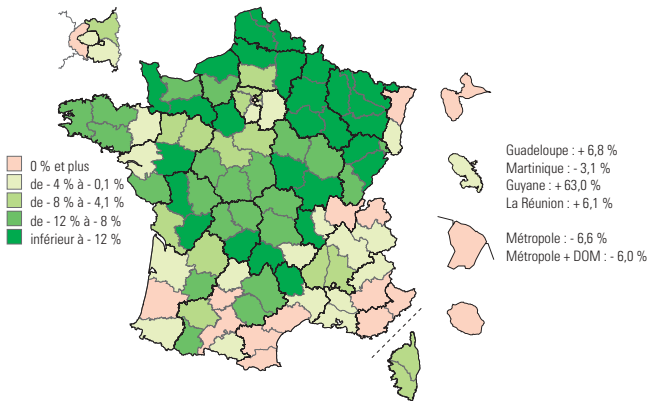 0 % et plus
de - 4 % à - 0,1 %
de - 8 % à - 4,1 %
de - 12 % à - 8 %
inférieur à - 12 %
Guadeloupe : + 6,8 %
Martinique : - 3,1 %
Guyane : + 63,0 %
La Réunion : + 6,1 %
Métropole : - 6,6 %
Métropole + DOM : - 6,0 %